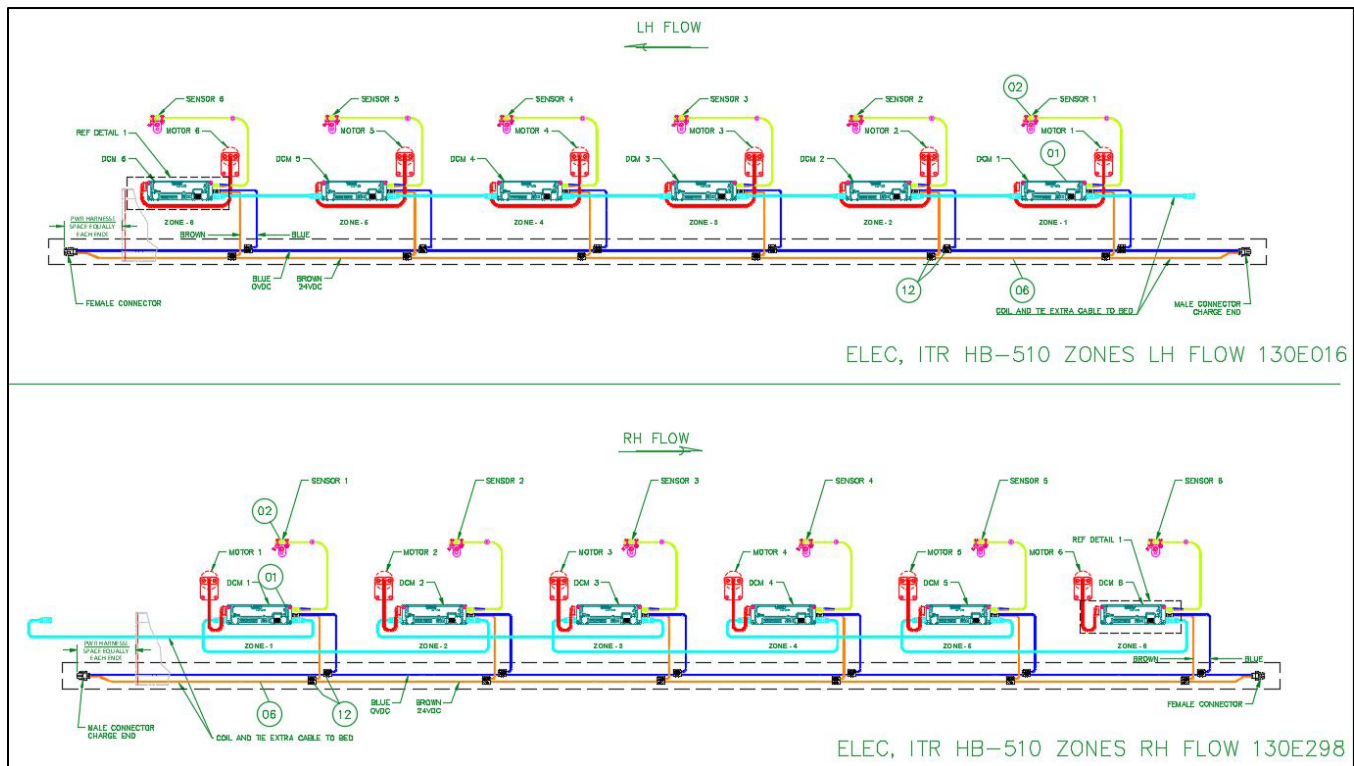 LH FLOW
SENSOR 6
SENSOR 5
SENSOR 4
SENSOR 3
SENSOR 2
02
SENSOR 1
REF DETAIL 1
MOTOR 6
MOTOR 5
MOTOR 4
MOTOR 3
MOTOR 2
MOTOR 1
01
DCM 6
DCM 5
DCM 4
DCM 3
DCM 2
DCM 1
PWR HARNESS
SPACE EQUALLY
EACH END
ZONE-6
ZONE-5
ZONE-4
ZONE-3
ZONE-2
ZONE-1
BROWN
BLUE
BLUE
0VDC
BROWN
24VDC
12
06
FEMALE CONNECTOR
COIL AND TIE EXTRA CABLE TO BED
MALE CONNECTOR
CHARGE END
ELEC, ITR HB-510 ZONES LH FLOW 130E016
RH FLOW
SENSOR 1
SENSOR 2
SENSOR 3
SENSOR 4
SENSOR 5
SENSOR 6
02
REF DETAIL 1
MOTOR 1
MOTOR 2
MOTOR 3
MOTOR 4
MOTOR 5
MOTOR 6
01
DCM 1
DCM 2
DCM 3
DCM 4
DCM 5
DCM 6
PWR HARNESS
SPACE EQUALLY
EACH END
ZONE-1
ZONE-2
ZONE-3
ZONE-4
ZONE-5
ZONE-6
BROWN
BLUE
06
12
BLUE
0VDC
BROWN
24VDC
MALE CONNECTOR
CHARGE END
COIL AND TIE EXTRA CABLE TO BED
FEMALE CONNECTOR
ELEC, ITR HB-510 ZONES RH FLOW 130E298